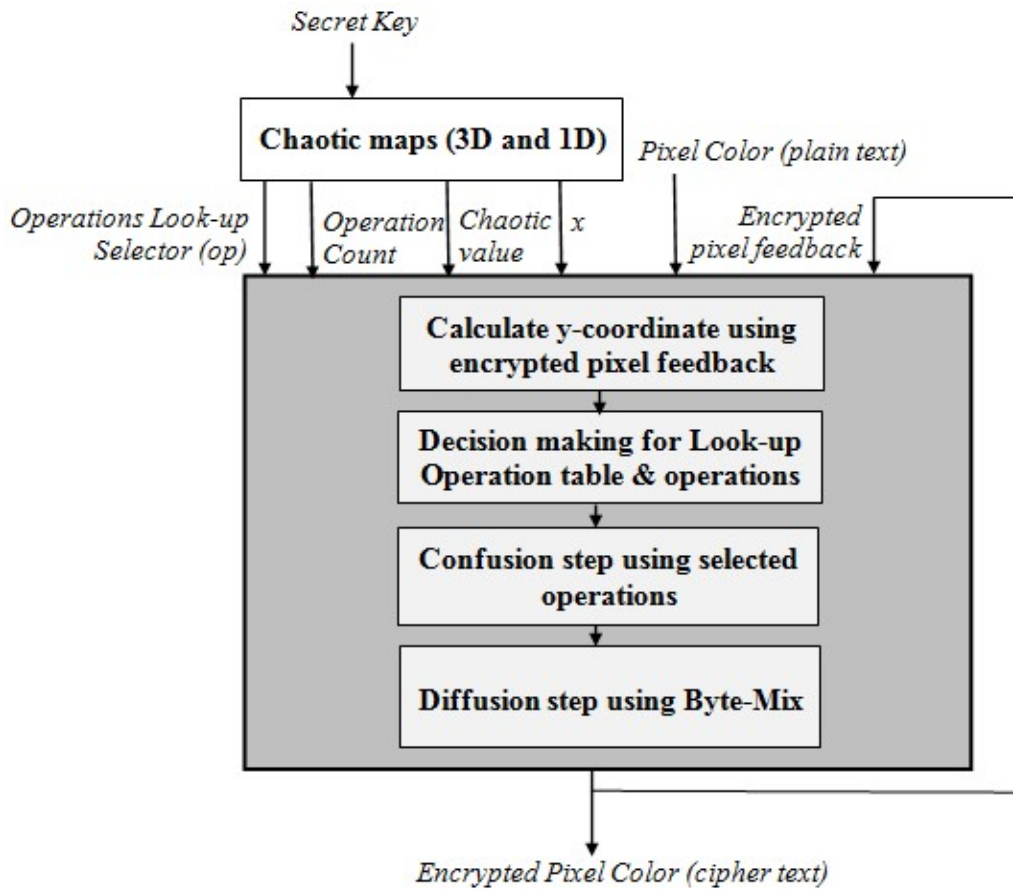 Secret Key
Chaotic maps (3D and 1D)
Pixel Color (plain text)
Operations Look-up
Selector (op)
Operation
Count
Chaotic
value
x
Encrypted
pixel feedback
Calculate y-coordinate using
encrypted pixel feedback
Decision making for Look-up
Operation table & operations
Confusion step using selected
operations
Diffusion step using Byte-Mix
Encrypted Pixel Color (cipher text)